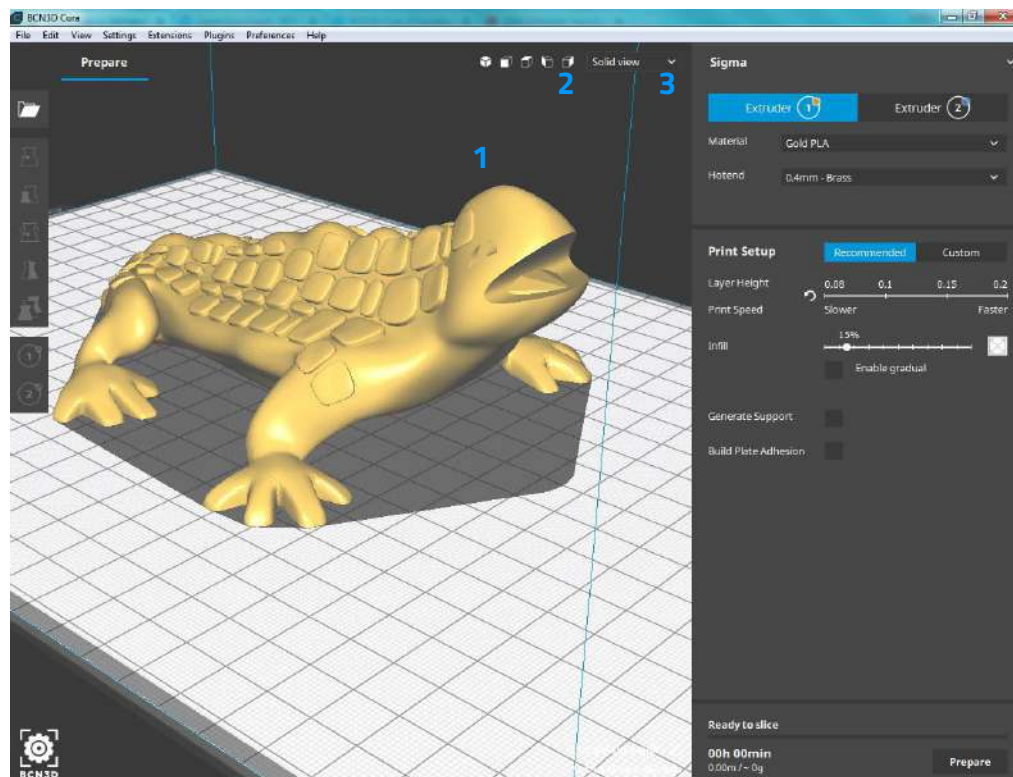 BCN3D Cura
File Edit View Settings Extensions Plugins Preferences Help
Prepare
Solid view
Sigma
2
3
Extruder 1
Extruder 2
Material
Gold PLA
1
Hotend
0.4mm - Brass
Print Setup
Recommended
Custom
Layer Height
0.08 0.1 0.15 0.2
Print Speed
Slower
Faster
15%
Infill
Enable gradual
1
2
Generate Support
Build Plate Adhesion
Ready to slice
00h 00min
0.00m / ~ 0g
Prepare
BCN3D